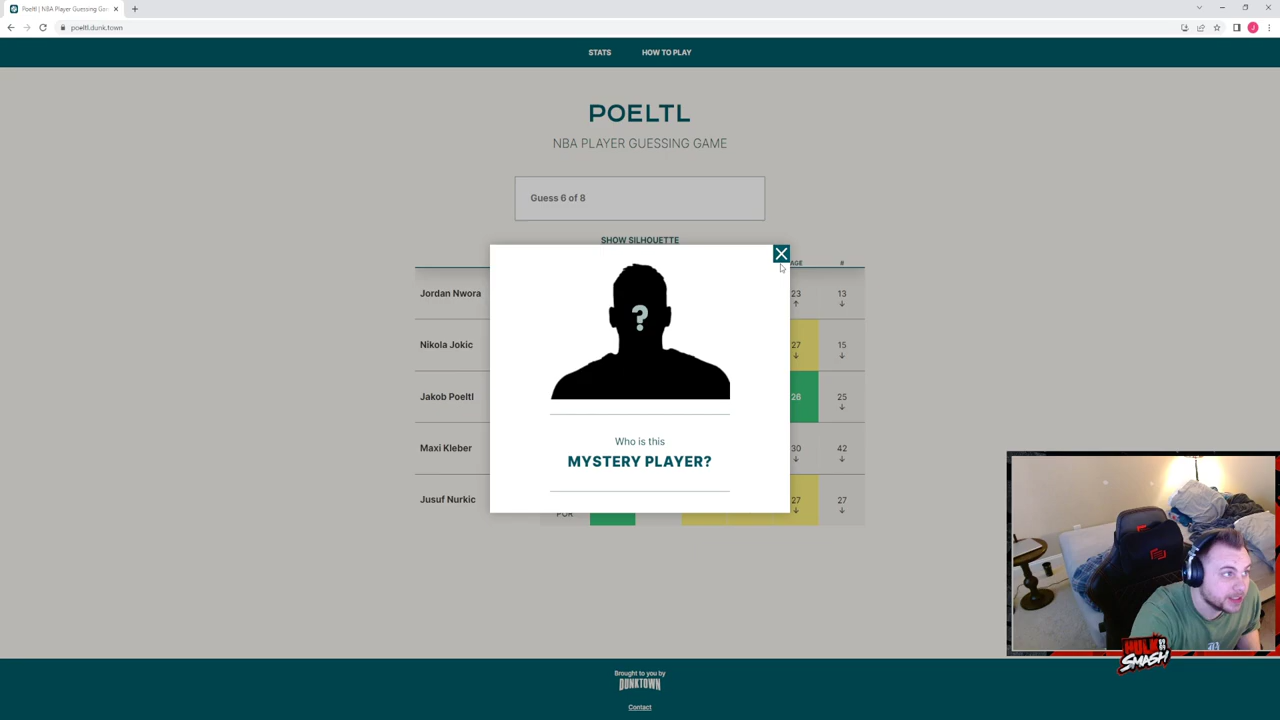 Poeltl | NBA Player Guessing Gam
poeltl.dunk.town
J
STATS
HOW TO PLAY
POELTL
NBA PLAYER GUESSING GAME
Guess 6 of 8
SHOW SILHOUETTE
AGE
#
Jordan Nwora
23
13
Nikola Jokic
27
15
Jakob Poeltl
26
25
Maxi Kleber
30
42
Jusuf Nurkic
27
27
POR
?
Who is this
MYSTERY PLAYER?
Brought to you by
DUNKTOWN
Contact
HULK
SMASH